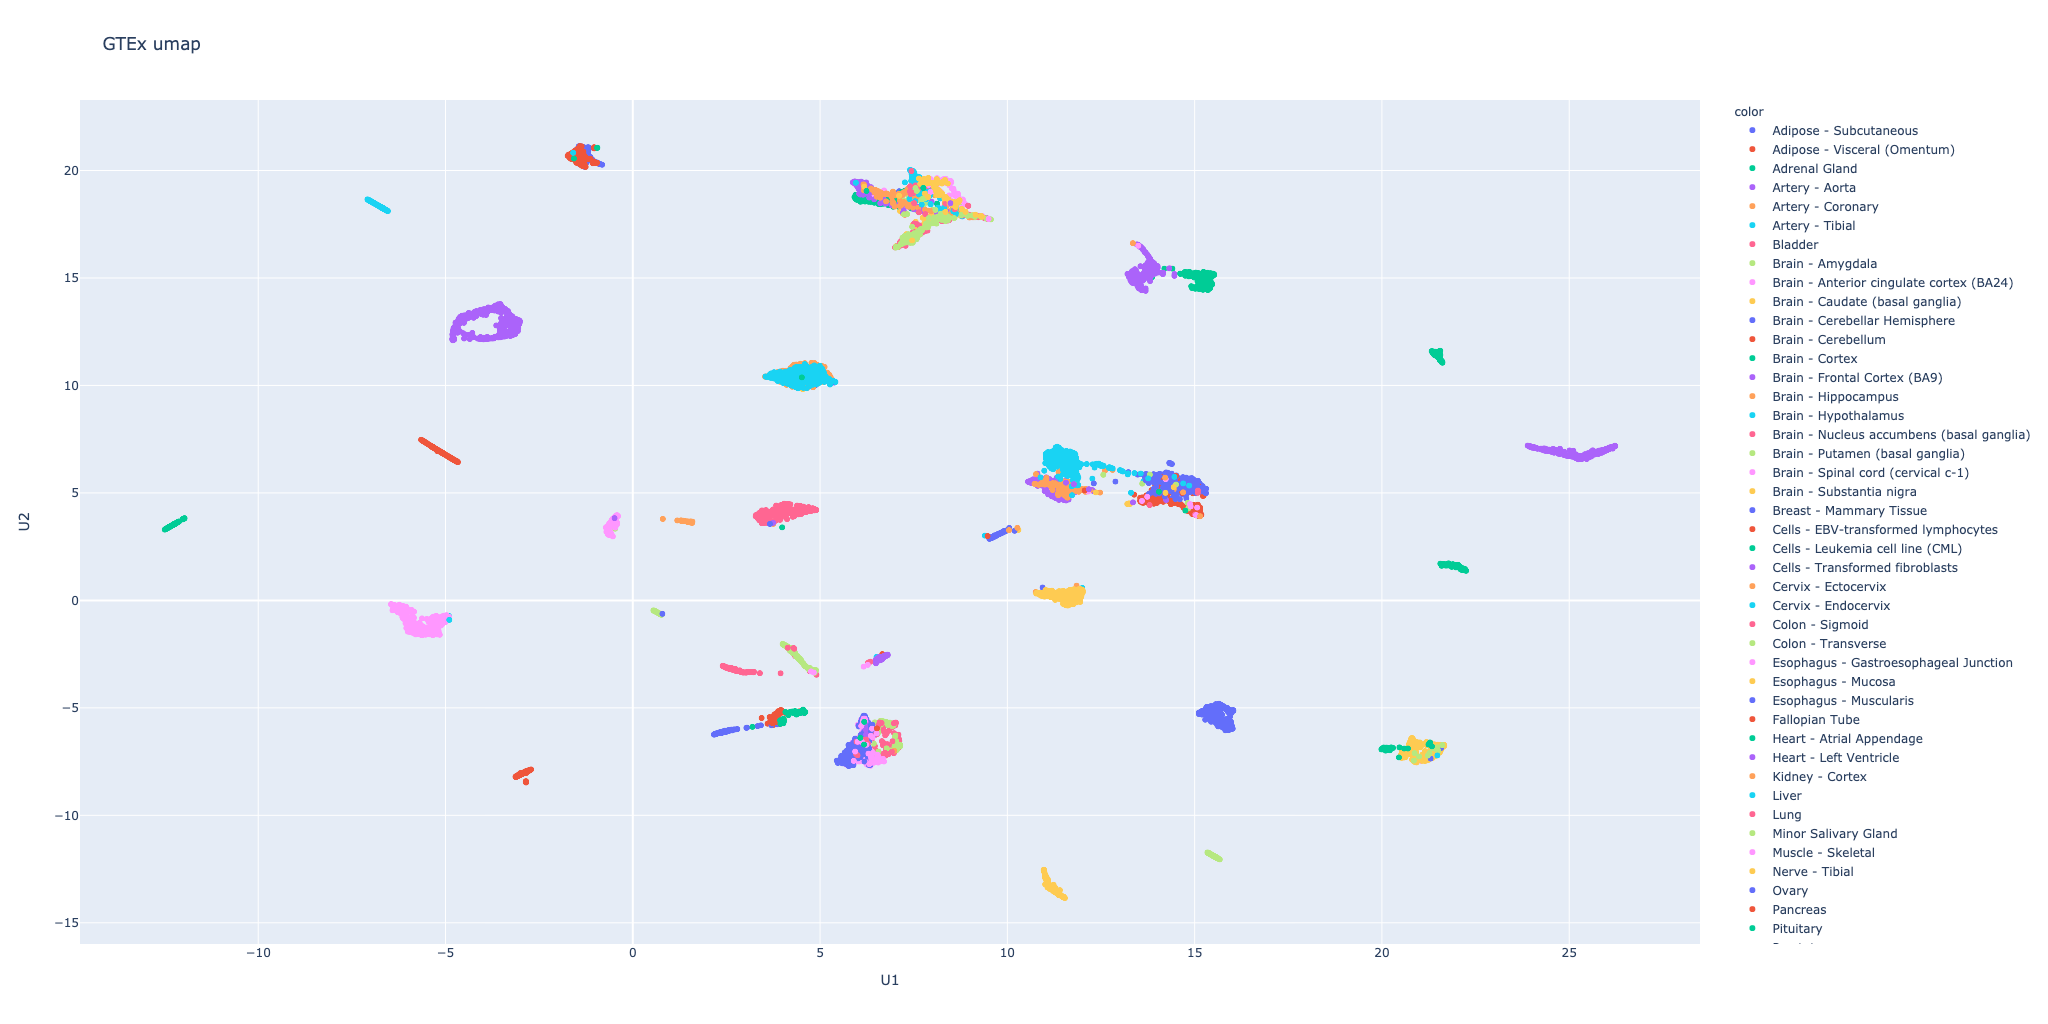 GTEx umap
color
Adipose - Subcutaneous
Adipose - Visceral (Omentum)
Adrenal Gland
Artery - Aorta
Artery - Coronary
Artery - Tibial
Bladder
Brain - Amygdala
Brain - Anterior cingulate cortex (BA24)
Brain - Caudate (basal ganglia)
Brain - Cerebellar Hemisphere
Brain - Cerebellum
Brain - Cortex
Brain - Frontal Cortex (BA9)
Brain - Hippocampus
Brain - Hypothalamus
Brain - Nucleus accumbens (basal ganglia)
Brain - Putamen (basal ganglia)
Brain - Spinal cord (cervical c-1)
Brain - Substantia nigra
Breast - Mammary Tissue
Cells - EBV-transformed lymphocytes
Cells - Leukemia cell line (CML)
Cells - Transformed fibroblasts
Cervix - Ectocervix
Cervix - Endocervix
Colon - Sigmoid
Colon - Transverse
Esophagus - Gastroesophageal Junction
Esophagus - Mucosa
Esophagus - Muscularis
Fallopian Tube
Heart - Atrial Appendage
Heart - Left Ventricle
Kidney - Cortex
Liver
Lung
Minor Salivary Gland
Muscle - Skeletal
Nerve - Tibial
Ovary
Pancreas
Pituitary
20
15
10
5
0
−5
−10
−15
U2
−10
−5
0
5
10
15
20
25
U1